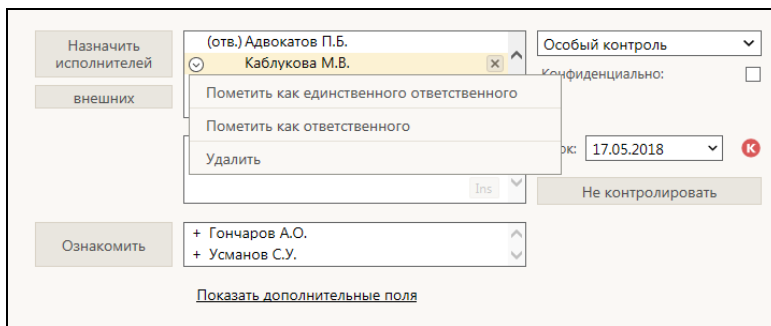 Назначить
исполнителей
(отв.) Адвокатов П.Б.
Каблукова М.В.
Особый контроль
Конфиденциально:
внешних
Пометить как единственного ответственного
Пометить как ответственного
Удалить
ок:
17.05.2018
К
Ins
Не контролировать
Ознакомить
+ Гончаров А.О.
+ Усманов С.У.
Показать дополнительные поля